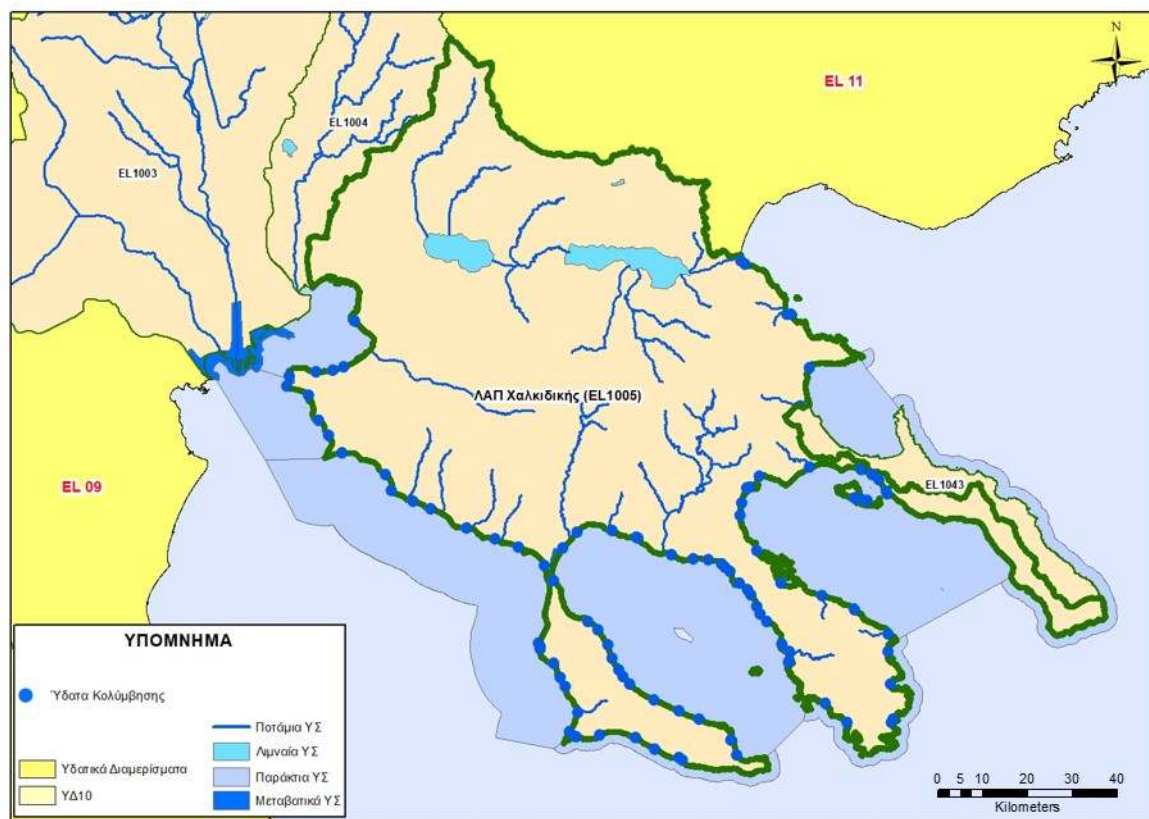 N
EL 11
EL1004
EL1003
ΛΑΠ Χαλκιδικής (EL1005)
EL1043
EL 09
ΥΠΟΜΝΗΜΑ
Ύδατα Κολύμβησης
Ποτάμια ΥΣ
Λιμναία ΥΣ
Υδατικά Διαμερίσματα
Παράκτια ΥΣ
ΥΔ10
Μεταβατικά ΥΣ
0 5 10 20 30 40
Kilometers